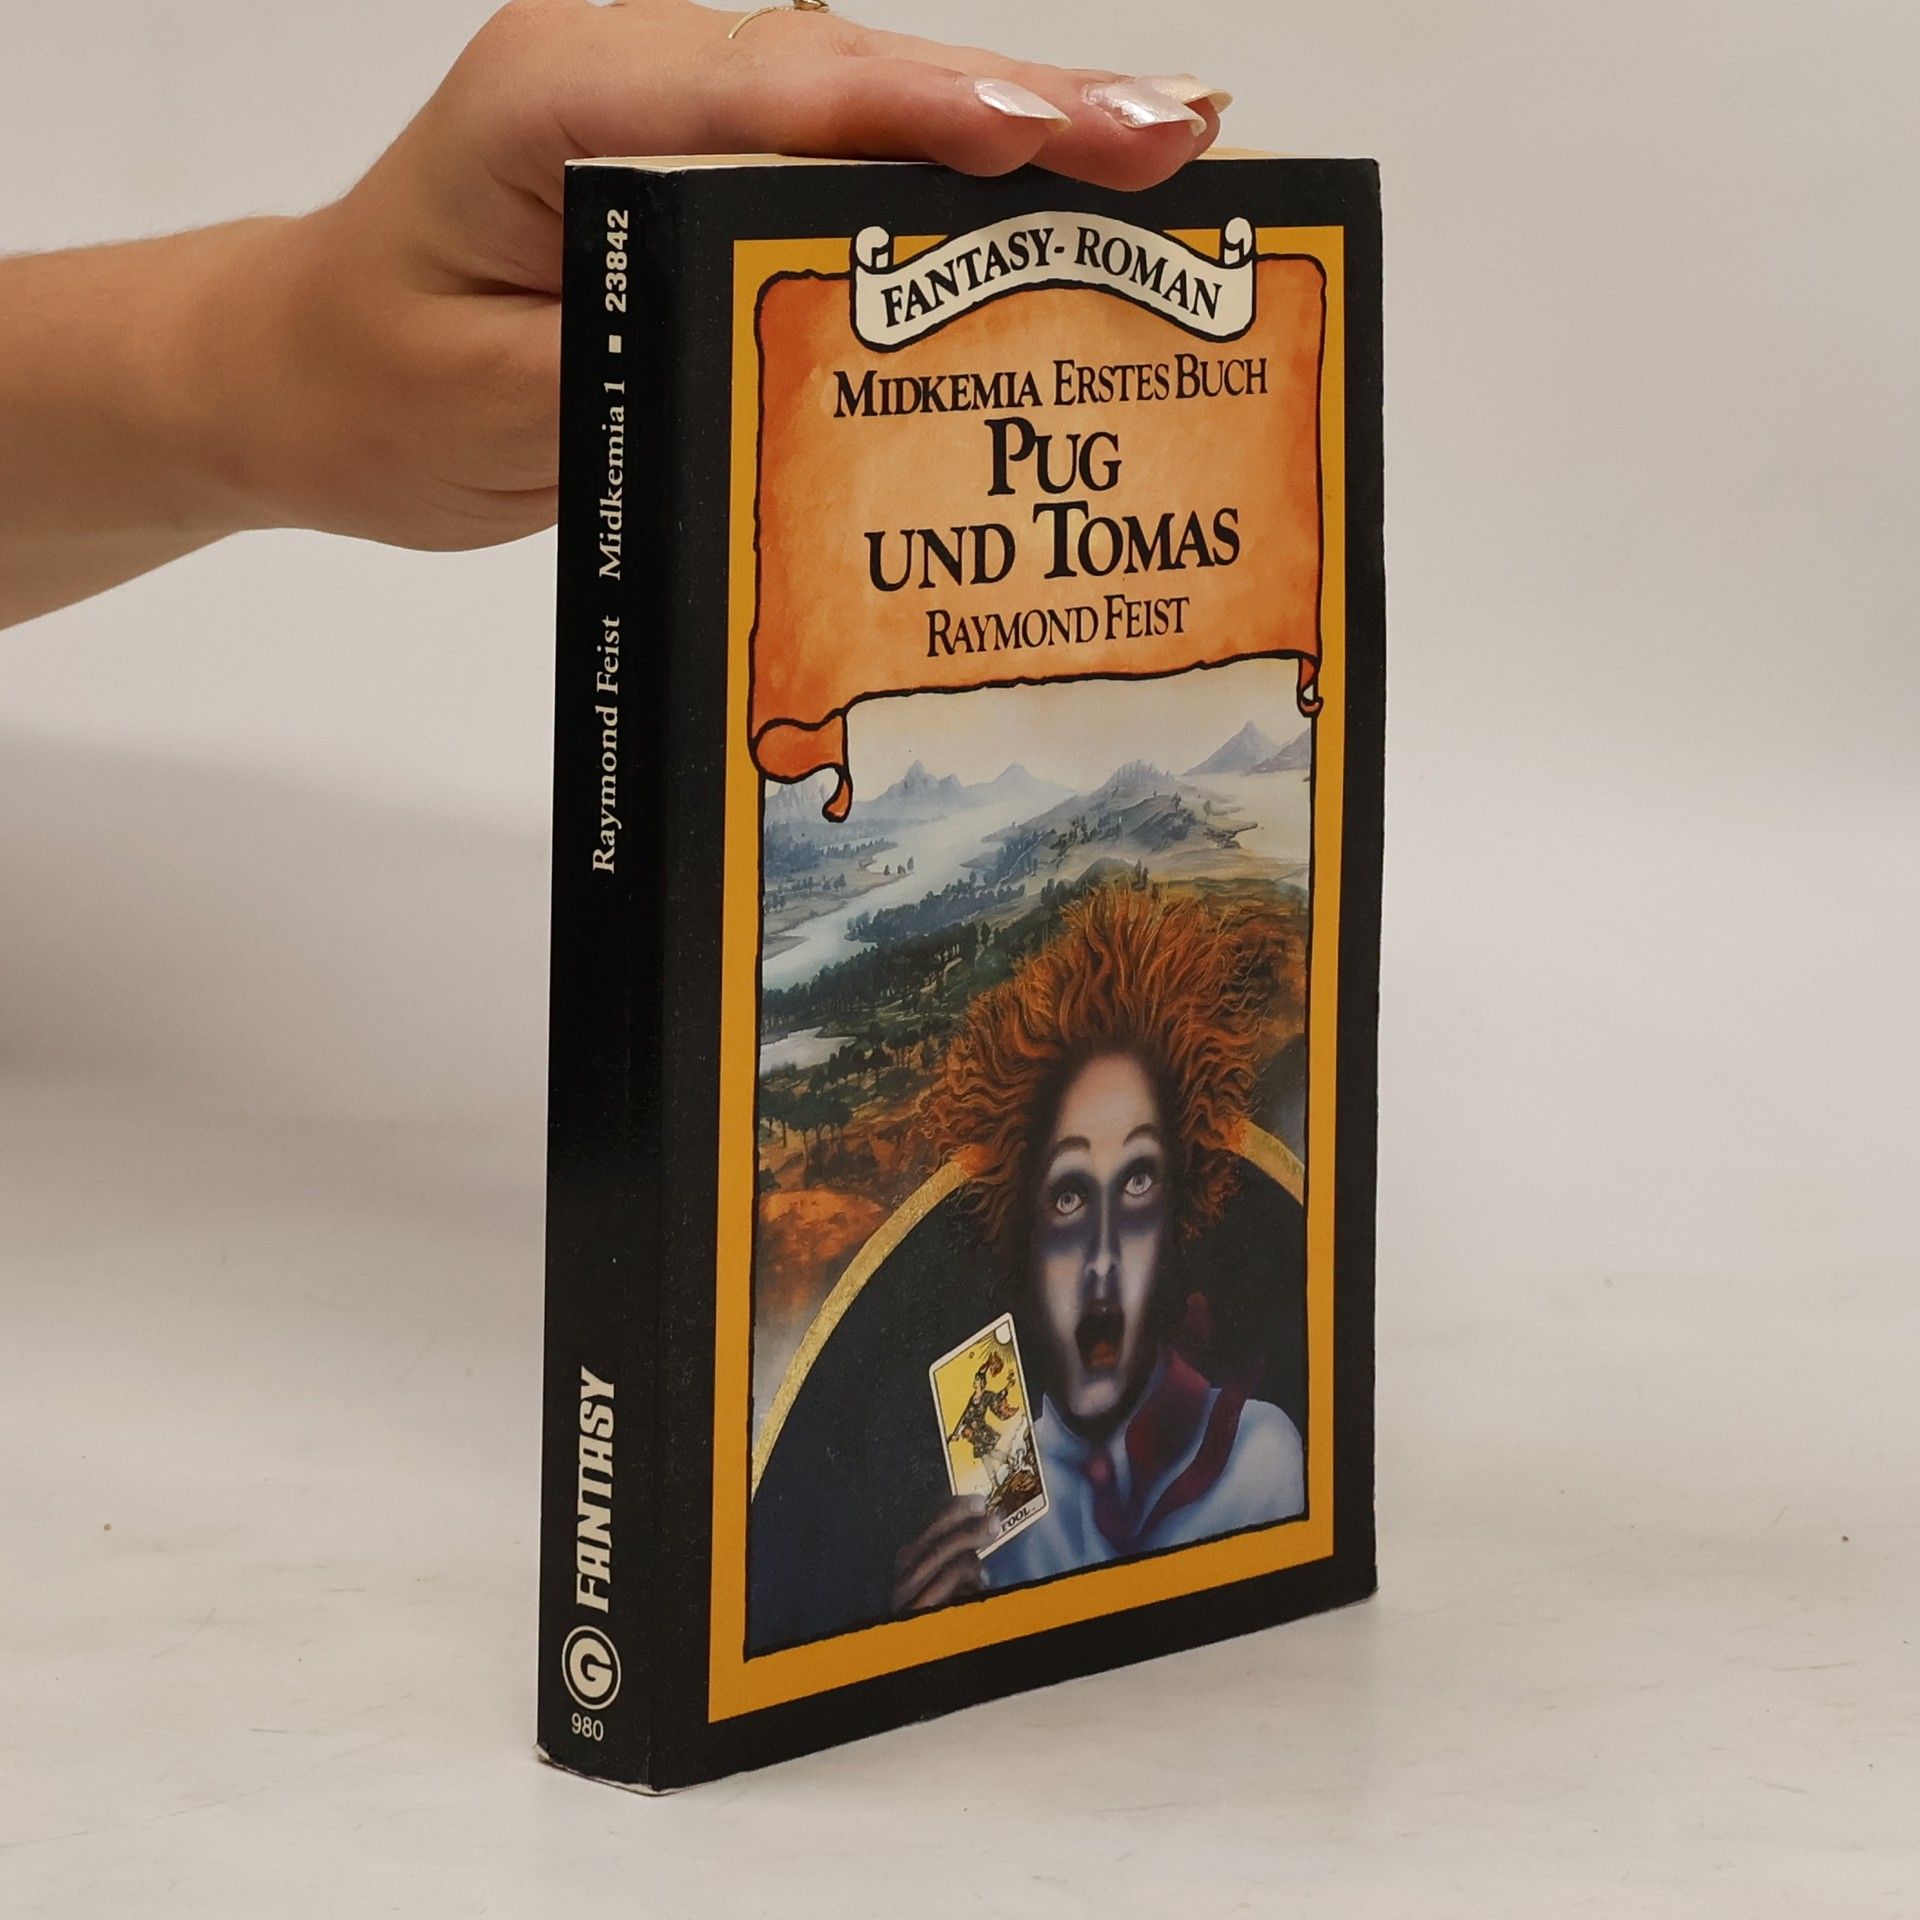 FANTASY-ROMAN
MIDKEMIA ERSTES BUCH
PUG
UND TOMAS
RAYMOND FEIST
FOOL.
Raymond Feist Midkemia 1 ■ 23842
FANTASY
G
980